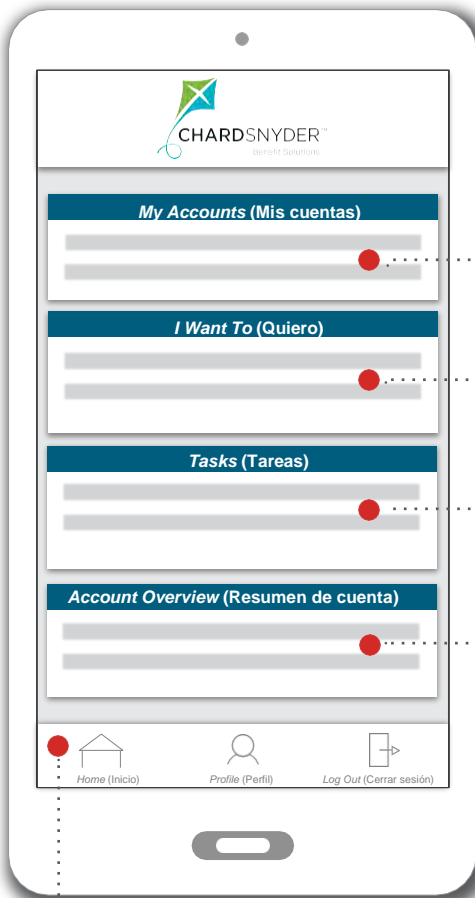 CHARDSNYDER™
Benefit Solutions
My Accounts (Mis cuentas)
I Want To (Quiero)
Tasks (Tareas)
Account Overview (Resumen de cuenta)
Home (Inicio) Profile (Perfil) Log Out (Cerrar sesión)